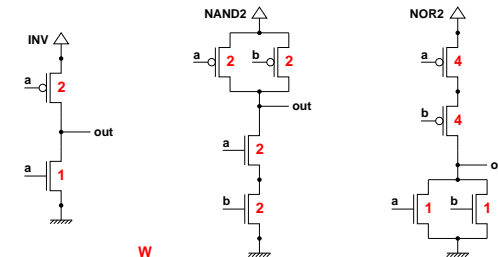 INV NAND2 NOR2
a 2 a 2 b 2 a 4
b 4
out out o
a 1 a 2
b 2 a 1 b 1
W